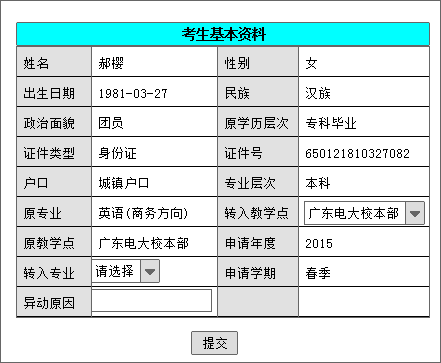 考生基本资料
姓名 郝樱 性别 女
出生日期 1981-03-27 民族 汉族
政治面貌 团员 原学历层次 专科毕业
证件类型 身份证 证件号 650121810327082
户口 城镇户口 专业层次 本科
原专业 英语(商务方向) 转入教学点 广东电大校本部
原教学点 广东电大校本部 申请年度 2015
转入专业 请选择 申请学期 春季
异动原因
提交